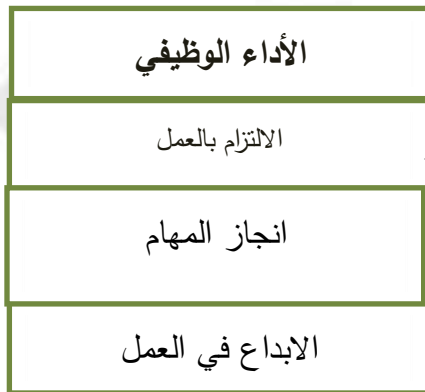 الأداء الوظيفي
الالتزام بالعمل
انجاز المهام
الابداع في العمل